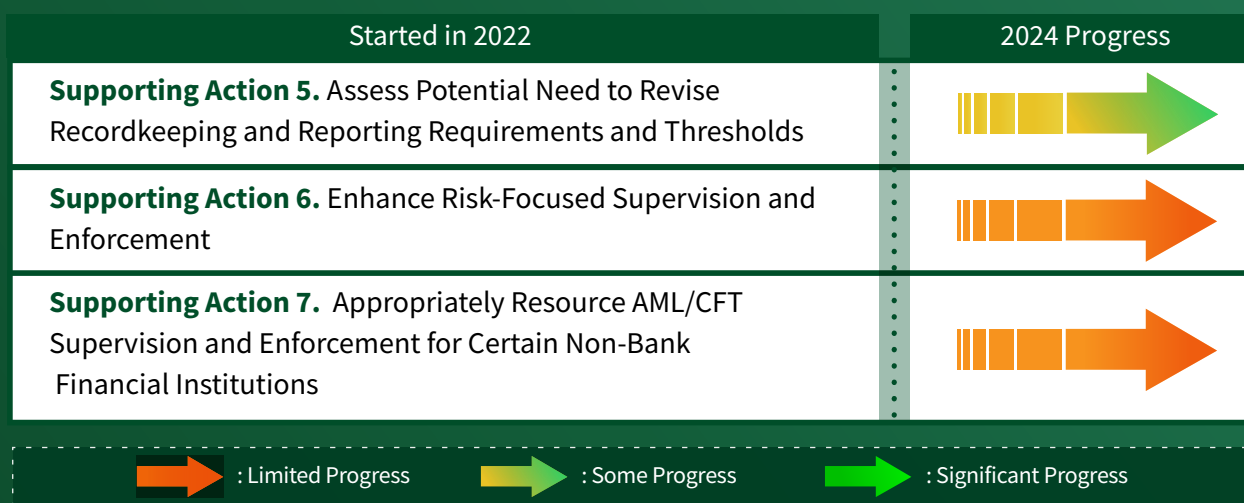 Started in 2022
2024 Progress
Supporting Action 5. Assess Potential Need to Revise
Recordkeeping and Reporting Requirements and Thresholds
Supporting Action 6. Enhance Risk-Focused Supervision and
Enforcement
Supporting Action 7. Appropriately Resource AML/CFT
Supervision and Enforcement for Certain Non-Bank
Financial Institutions
: Limited Progress
: Some Progress
: Significant Progress